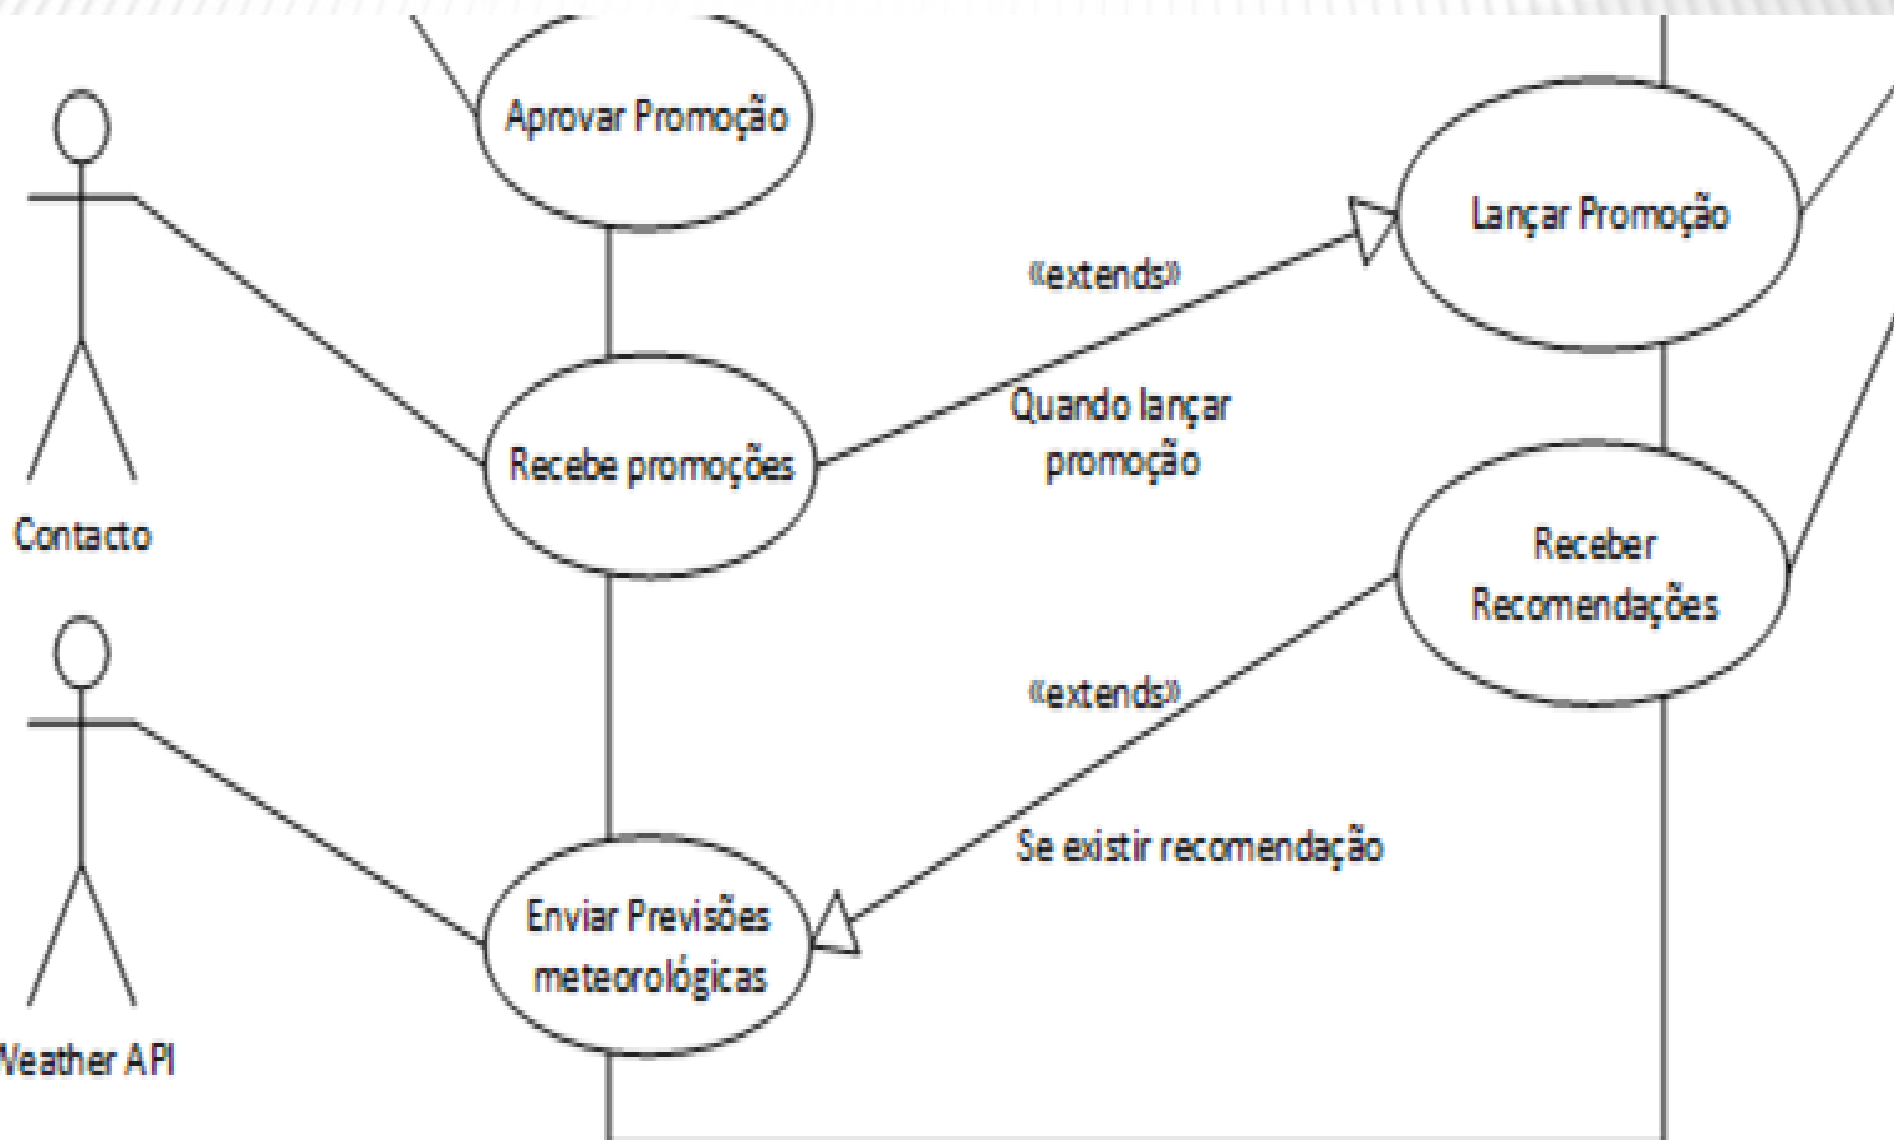 Aprovar Promoção
Lançar Promoção
«extends»
Quando lançar
promoção
Recebe promoções
Contacto
Receber
Recomendações
«extends»
Se existir recomendação
Enviar Previsões
meteorológicas
Weather API